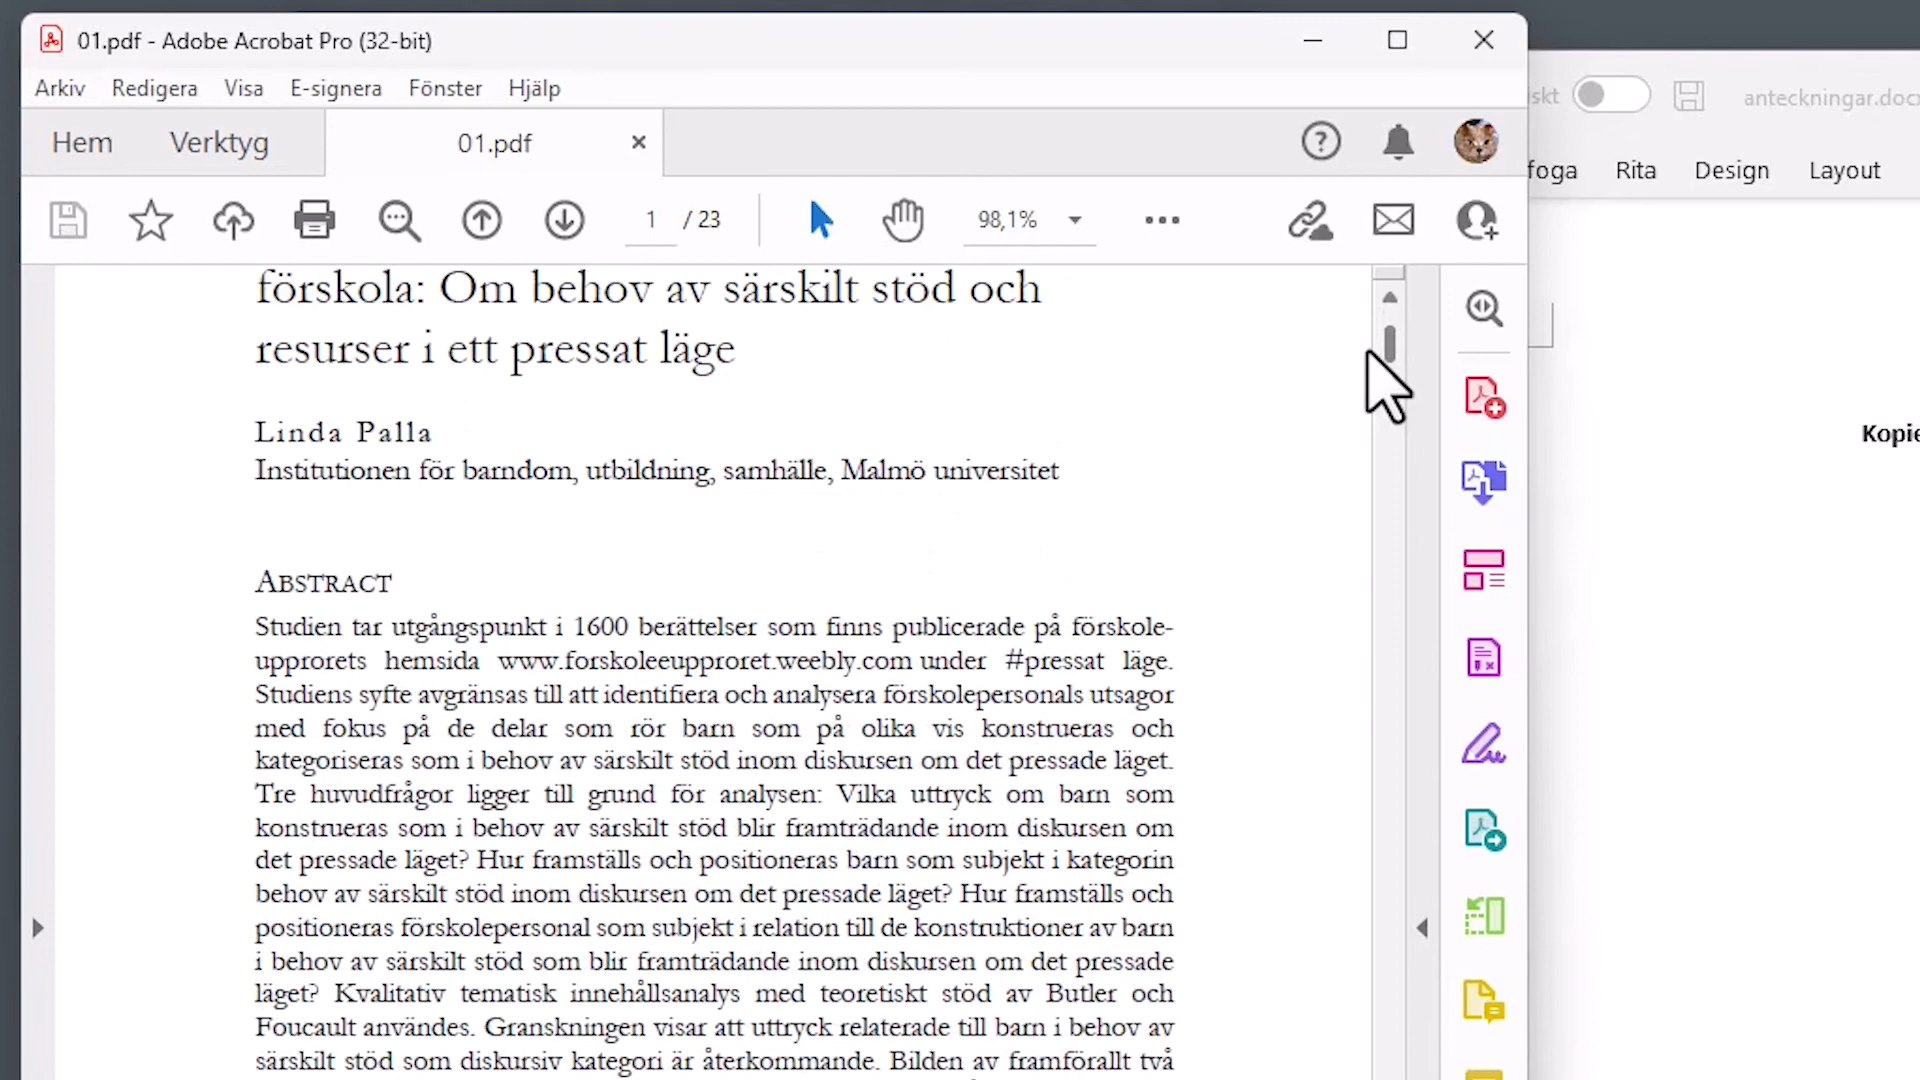 01.pdf - Adobe Acrobat Pro (32-bit)
Arkiv Redigera Visa E-signera Fönster Hjälp
Hem Verktyg 01.pdf
1 / 23 98,1%
förskola: Om behov av särskilt stöd och
resurser i ett pressat läge
Linda Palla
Institutionen för barndom, utbildning, samhälle, Malmö universitet
ABSTRACT
Studien tar utgångspunkt i 1600 berättelser som finns publicerade på förskole-
upprorets hemsida www.forskoleeupproret.weebly.com under #pressat läge.
Studiens syfte avgränsas till att identifiera och analysera förskolepersonals utsagor
med fokus på de delar som rör barn som på olika vis konstrueras och
kategoriseras som i behov av särskilt stöd inom diskursen om det pressade läget.
Tre huvudfrågor ligger till grund för analysen: Vilka uttryck om barn som
konstrueras som i behov av särskilt stöd blir framträdande inom diskursen om
det pressade läget? Hur framställs och positioneras barn som subjekt i kategorin
behov av särskilt stöd inom diskursen om det pressade läget? Hur framställs och
positioneras förskolepersonal som subjekt i relation till de konstruktioner av barn
i behov av särskilt stöd som blir framträdande inom diskursen om det pressade
läget? Kvalitativ tematisk innehållsanalys med teoretiskt stöd av Butler och
Foucault användes. Granskningen visar att uttryck relaterade till barn i behov av
särskilt stöd som diskursiv kategori är återkommande. Bilden av framförallt två
iskt anteckningar.docx
foga Rita Design Layout
Kopie